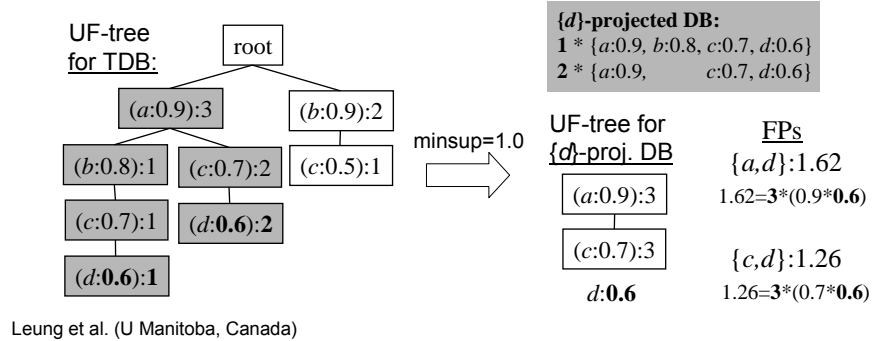 UF-tree
for TDB:
root
(a:0.9):3
(b:0.9):2
(b:0.8):1
(c:0.7):2
(c:0.5):1
(c:0.7):1
(d:0.6):2
(d:0.6):1
Leung et al. (U Manitoba, Canada)
minsup=1.0
{d}-projected DB:
1 * {a:0.9, b:0.8, c:0.7, d:0.6}
2 * {a:0.9, c:0.7, d:0.6}
UF-tree for
{d}-proj. DB
(a:0.9):3
(c:0.7):3
d:0.6
FPs
{a,d}:1.62
1.62=3*(0.9*0.6)
{c,d}:1.26
1.26=3*(0.7*0.6)